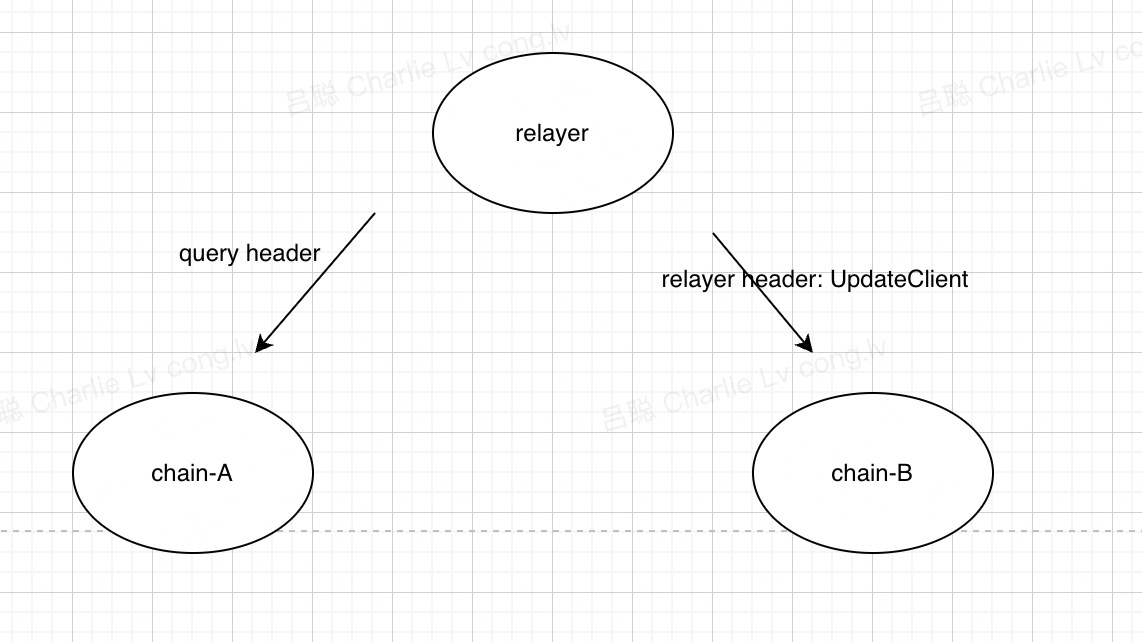 吕聪 Charlie Lv cong.lv
吕聪 Charlie Lv co
relayer
query header
relayer header: UpdateClient
聪 Charlie Lv cong.lv
吕聪 Charlie Lv cong.lv
chain-A
chain-B